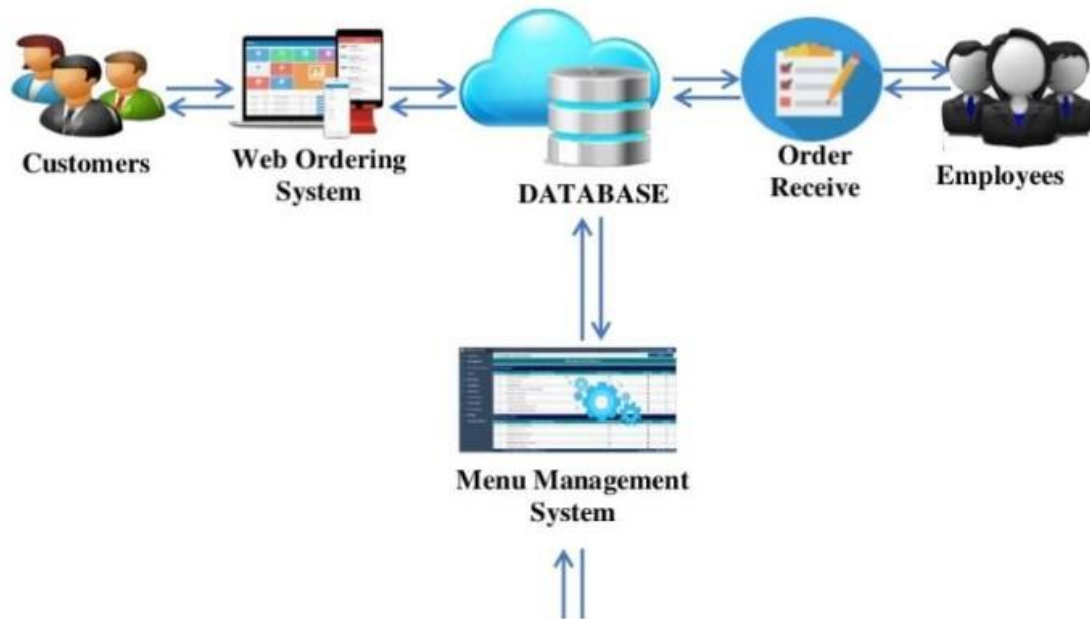 Customers
Web Ordering
System
DATABASE
Order
Receive
Employees
Menu Management
System